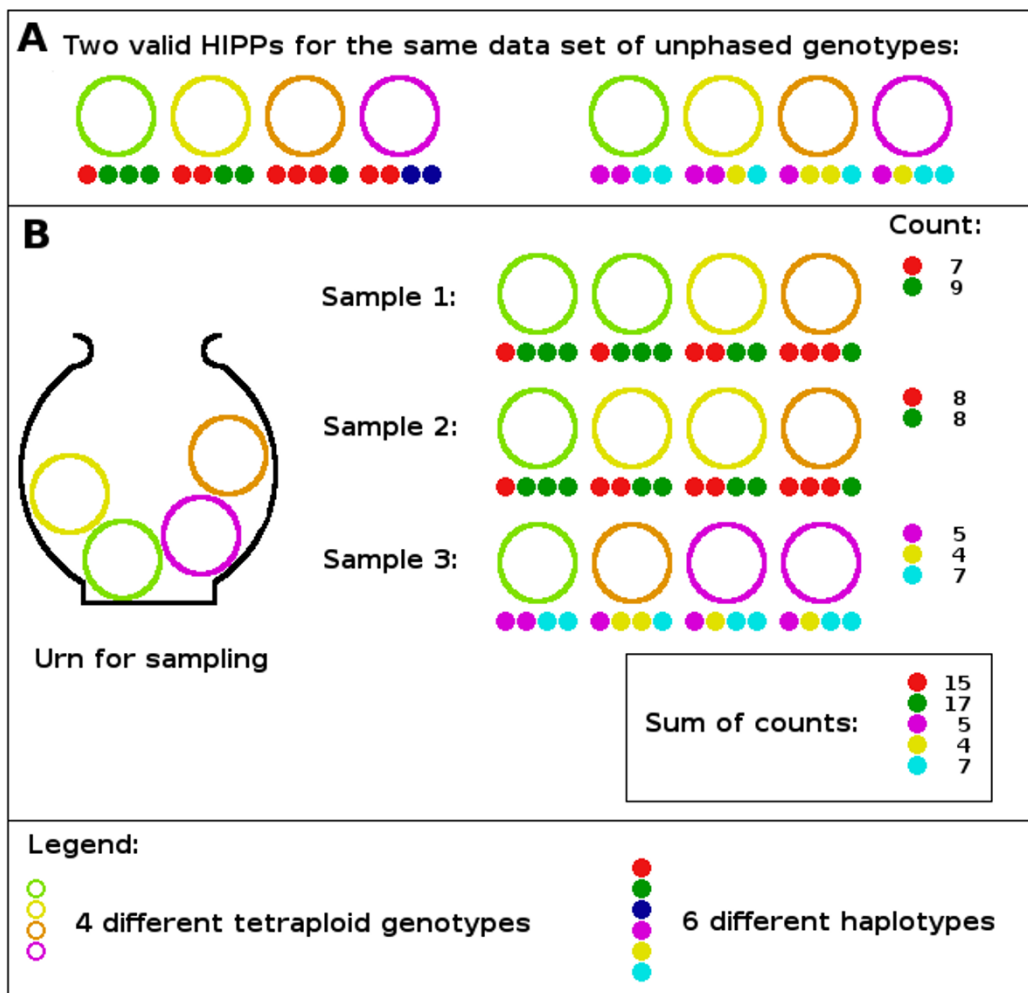 A Two valid HIPPs for the same data set of unphased genotypes:
B
Count:
Sample 1:
7
9
Sample 2:
8
8
Sample 3:
5
4
7
Urn for sampling
Sum of counts:
15
17
5
4
7
Legend:
4 different tetraploid genotypes
6 different haplotypes